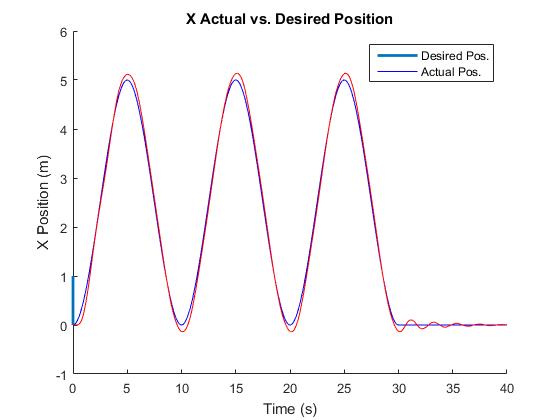 X Actual vs. Desired Position
6
5
4
3
2
1
0
-1
X Position (m)
Desired Pos.
Actual Pos.
0 5 10 15 20 25 30 35 40
Time (s)